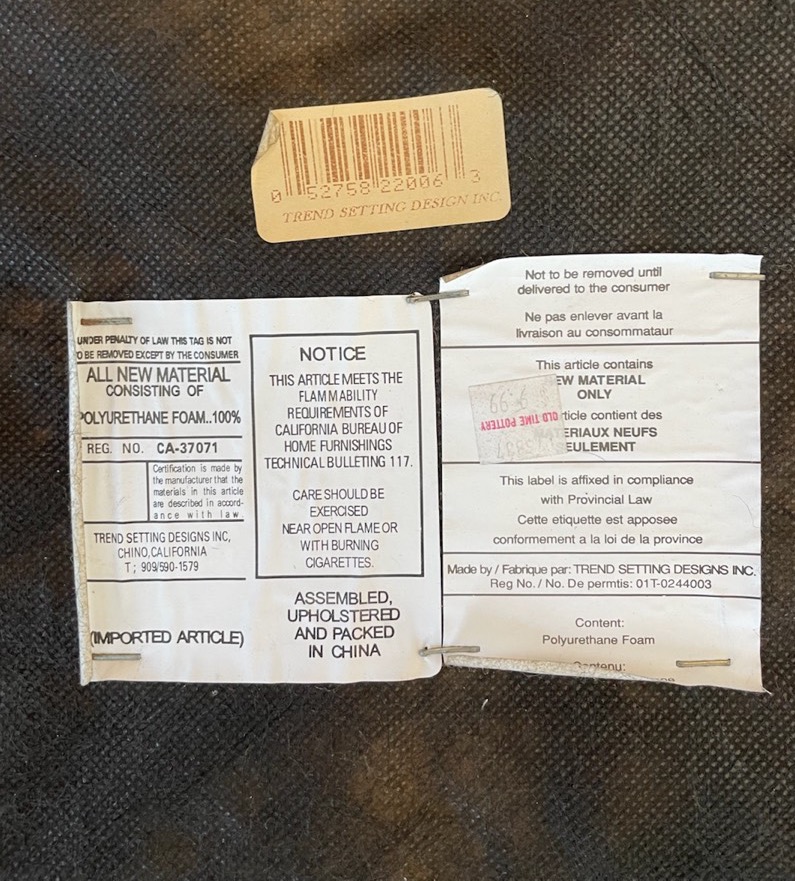 0 52758 22006 3
TREND SETTING DESIGN INC.
UNDER PENALTY OF LAW THIS TAG IS NOT
O BE REMOVED EXCEPT BY THE CONSUMER
ALL NEW MATERIAL
CONSISTING OF
POLYURETHANE FOAM..100%
REG. NO. CA-37071
Certification is made by
the manufacturer that the
materials in this article
are described in accord-
ance with law.
TREND SETTING DESIGNS INC,
CHINO,CALIFORNIA
T; 909/590-1579
(IMPORTED ARTICLE)
NOTICE
THIS ARTICLE MEETS THE
FLAMMABILITY
REQUIREMENTS OF
CALIFORNIA BUREAU OF
HOME FURNISHINGS
TECHNICAL BULLETING 117.
CARE SHOULD BE
EXERCISED
NEAR OPEN FLAME OR
WITH BURNING
CIGARETTES.
ASSEMBLED,
UPHOLSTERED
AND PACKED
IN CHINA
Not to be removed until
delivered to the consumer
Ne pas enlever avant la
livraison au consommataur
This article contains
EW MATERIAL
ONLY
OLD TIME POTTERY
rticle contient des
ERIAUX NEUFS
EULEMENT
This label is affixed in compliance
with Provincial Law
Cette etiquette est apposee
conformement a la loi de la province
Made by / Fabrique par: TREND SETTING DESIGNS INC.
Reg No. / No. De permtis: 01T-0244003
Content:
Polyurethane Foam
Contenu: